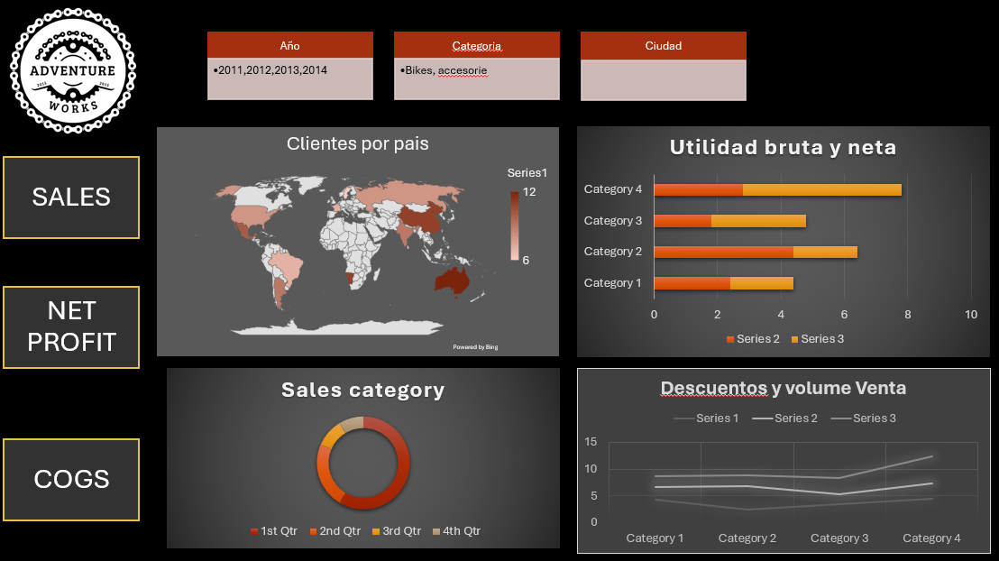 ADVENTURE
WORKS
Año
•2011,2012,2013,2014
Categoria
•Bikes, accesorie
Ciudad
SALES
NET
PROFIT
COGS
Clientes por pais
Series1
12
6
Powered by Bing
Utilidad bruta y neta
Category 4
Category 3
Category 2
Category 1
0 2 4 6 8 10
Series 2 Series 3
Sales category
1st Qtr 2nd Qtr 3rd Qtr 4th Qtr
Descuentos y volume Venta
Series 1 Series 2 Series 3
15
10
5
0
Category 1 Category 2 Category 3 Category 4